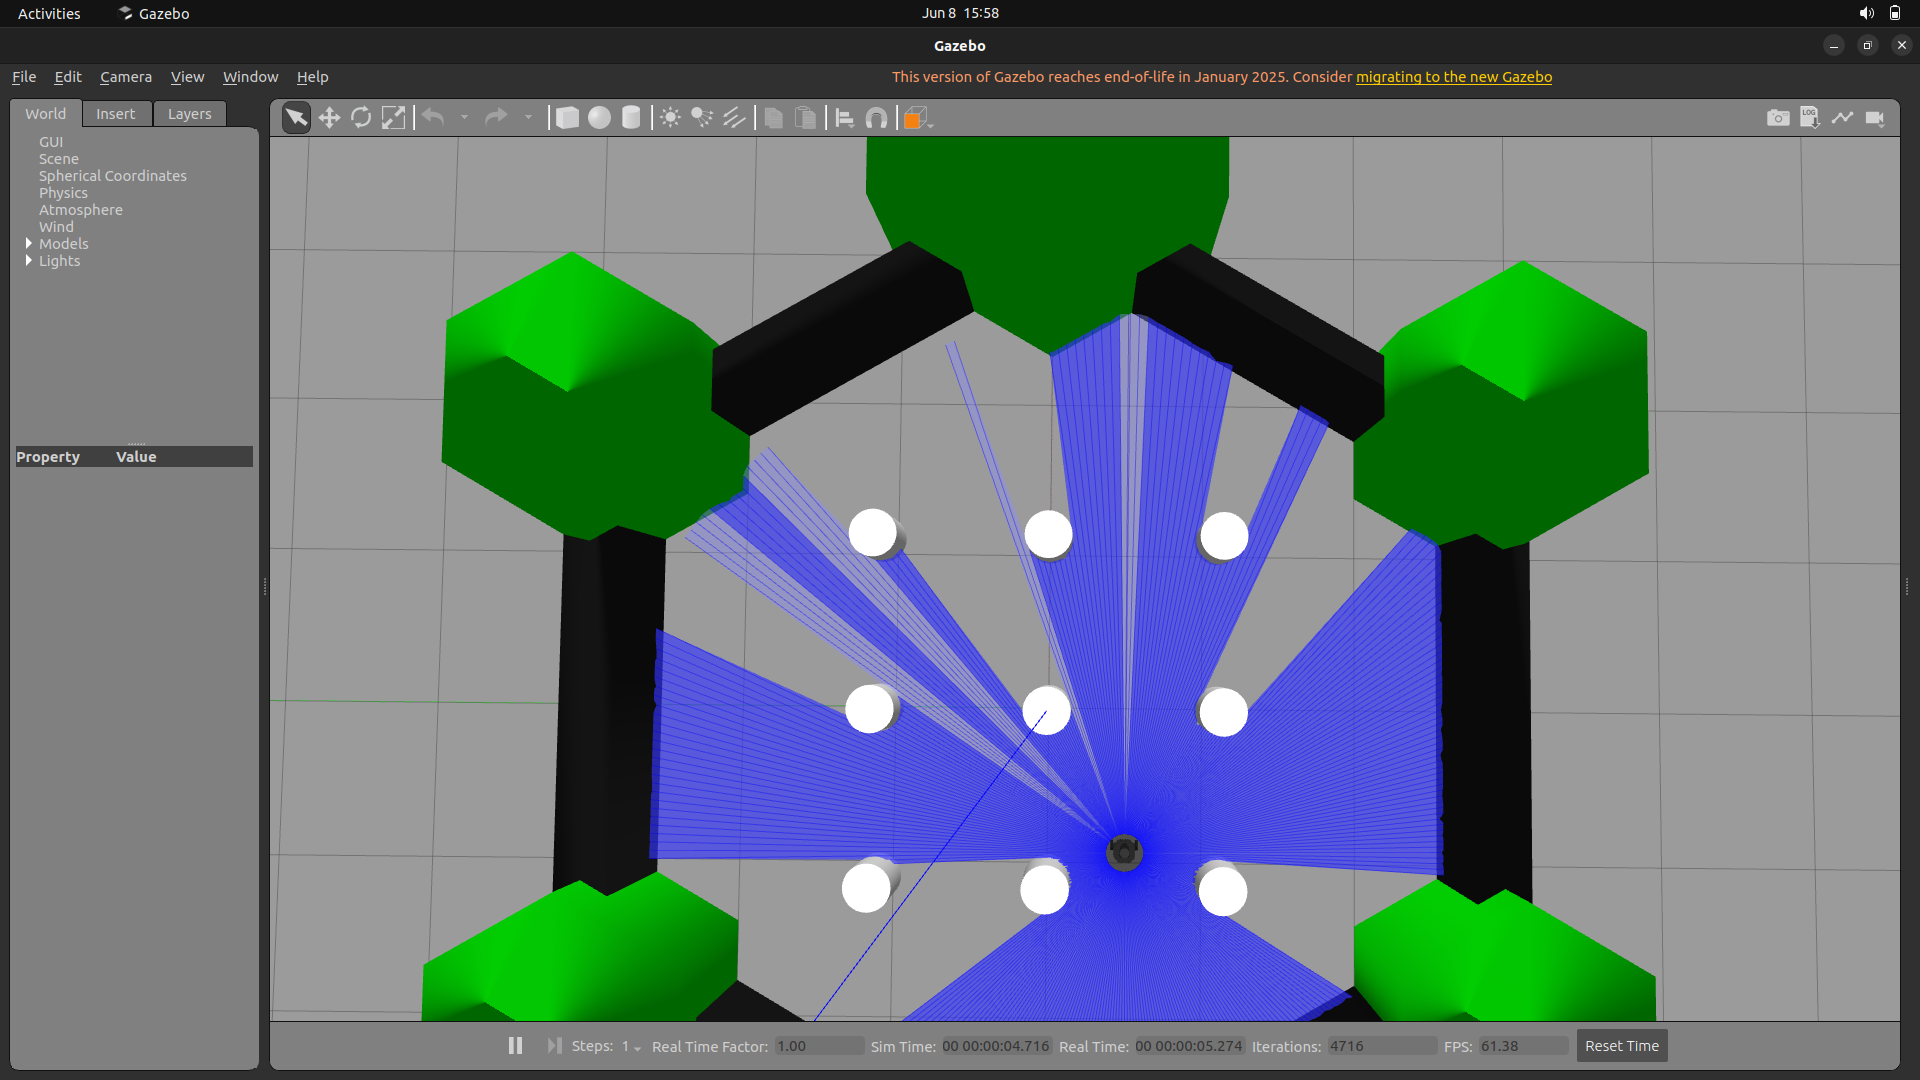 Activities Gazebo Jun 8 15:58
Gazebo
File Edit Camera View Window Help This version of Gazebo reaches end-of-life in January 2025. Consider migrating to the new Gazebo
World Insert Layers
LOG
GUI
Scene
Spherical Coordinates
Physics
Atmosphere
Wind
Models
Lights
Property Value
Steps: 1 Real Time Factor: 1.00 Sim Time: 00 00:00:04.716 Real Time: 00 00:00:05.274 Iterations: 4716 FPS: 61.38 Reset Time